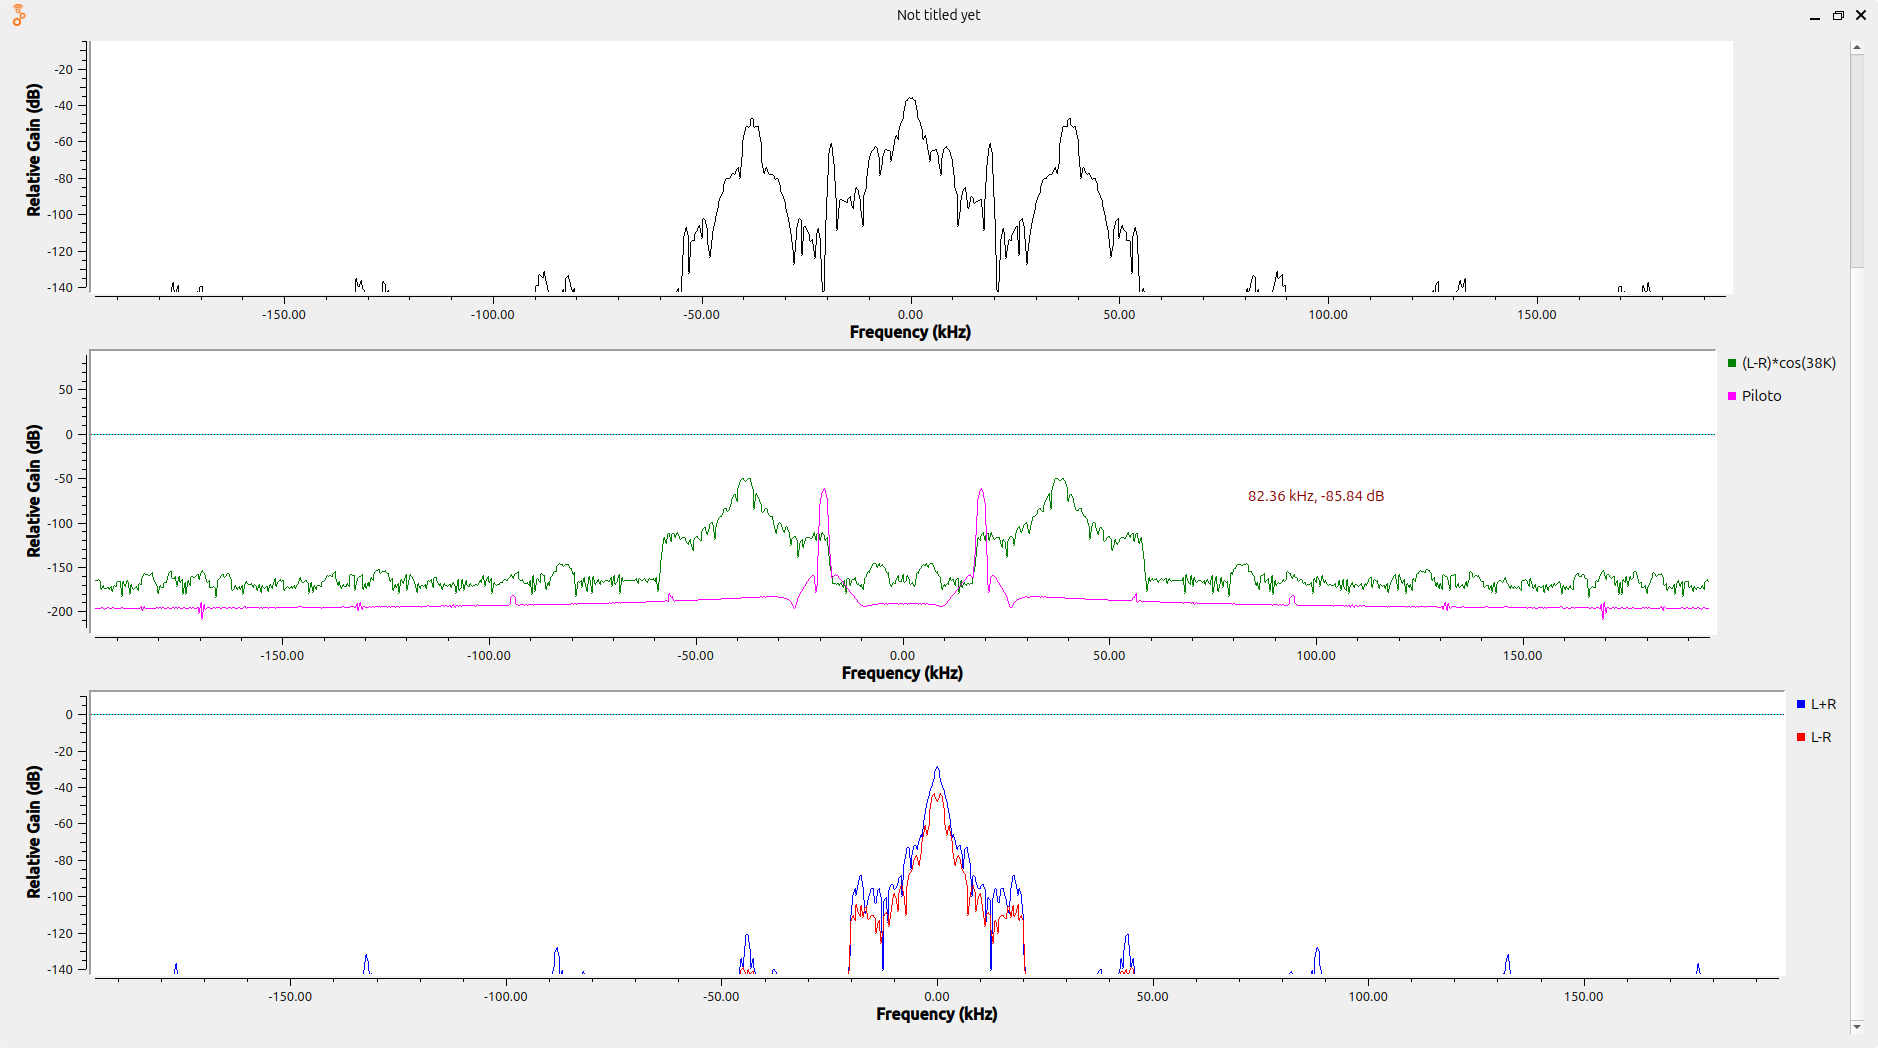 Not titled yet
Relative Gain (dB)
-20
-40
-60
-80
-100
-120
-140
-150.00 -100.00 -50.00 0.00 50.00 100.00 150.00
Frequency (kHz)
(L-R)*cos(38K)
Piloto
Relative Gain (dB)
50
0
-50
-100
-150
-200
82.36 kHz, -85.84 dB
-150.00 -100.00 -50.00 0.00 50.00 100.00 150.00
Frequency (kHz)
L+R
L-R
Relative Gain (dB)
0
-20
-40
-60
-80
-100
-120
-140
-150.00 -100.00 -50.00 0.00 50.00 100.00 150.00
Frequency (kHz)